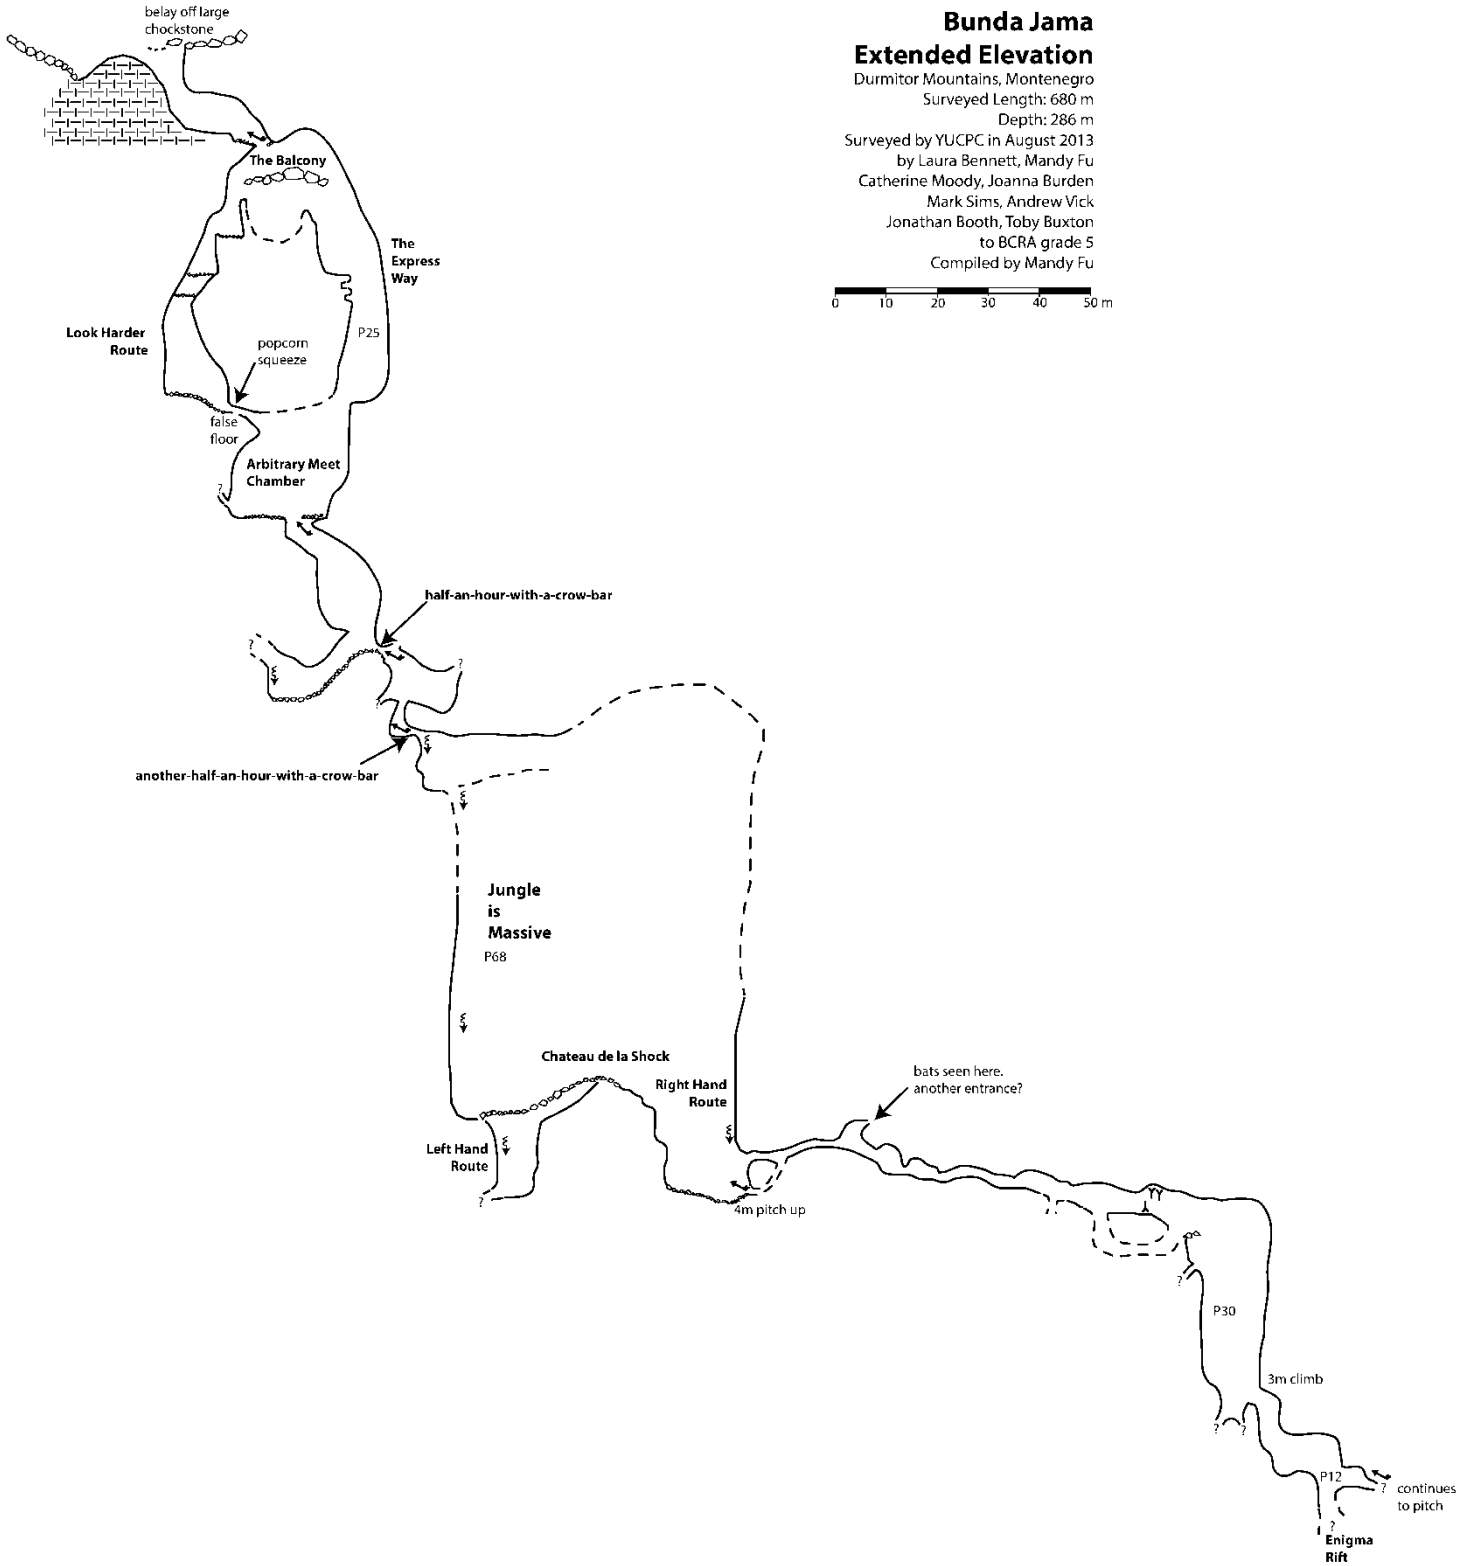 belay off large
chockstone
Bunda Jama
Extended Elevation
Durmitor Mountains, Montenegro
Surveyed Length: 680 m
Depth: 286 m
Surveyed by YUCPC in August 2013
by Laura Bennett, Mandy Fu
Catherine Moody, Joanna Burden
Mark Sims, Andrew Vick
Jonathan Booth, Toby Buxton
to BCRA grade 5
Compiled by Mandy Fu
0 10 20 30 40 50 m
The Balcony
The
Express
Way
Look Harder
Route
P25
popcorn
squeeze
false
floor
Arbitrary Meet
Chamber
?
half-an-hour-with-a-crow-bar
?
?
?
another-half-an-hour-with-a-crow-bar
Jungle
is
Massive
P68
Chateau de la Shock
Right Hand
Route
bats seen here.
another entrance?
Left Hand
Route
?
4m pitch up
?
P30
3m climb
? ?
P12
?
continues
to pitch
?
Enigma
Rift